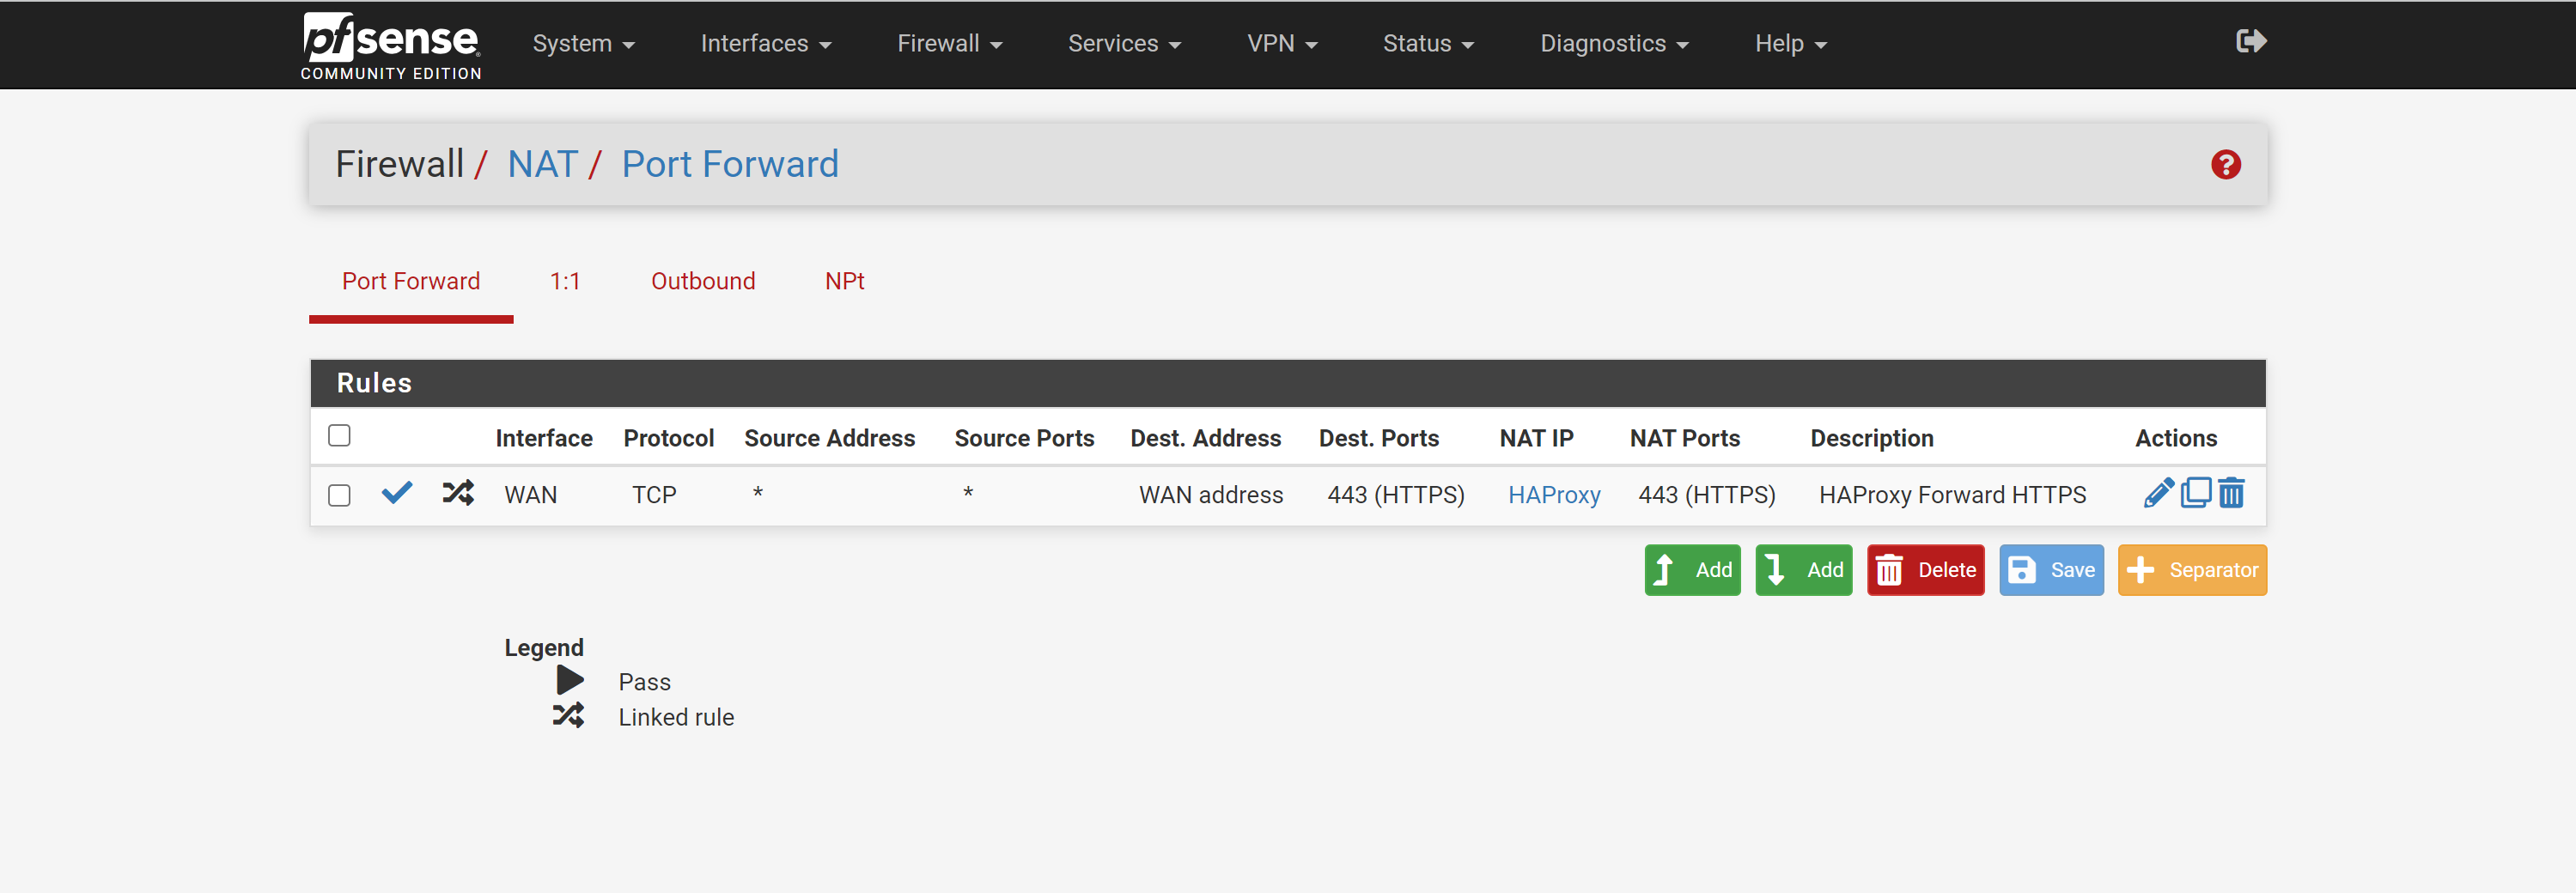 pfsense
COMMUNITY EDITION
System Interfaces Firewall Services VPN Status Diagnostics Help
Firewall / NAT / Port Forward
Port Forward 1:1 Outbound NPt
Rules
Interface Protocol Source Address Source Ports Dest. Address Dest. Ports NAT IP NAT Ports Description Actions
WAN TCP * * WAN address 443 (HTTPS) HAProxy 443 (HTTPS) HAProxy Forward HTTPS
Add Add Delete Save Separator
Legend
Pass
Linked rule